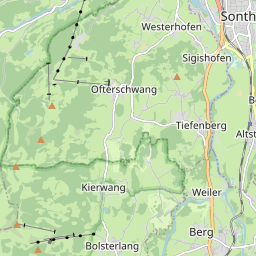 Westerhofen
Sonth
Sigishofen
Ofterschwang
Tiefenberg
Altst
Kierwang
Weiler
Berg
Bolsterlang